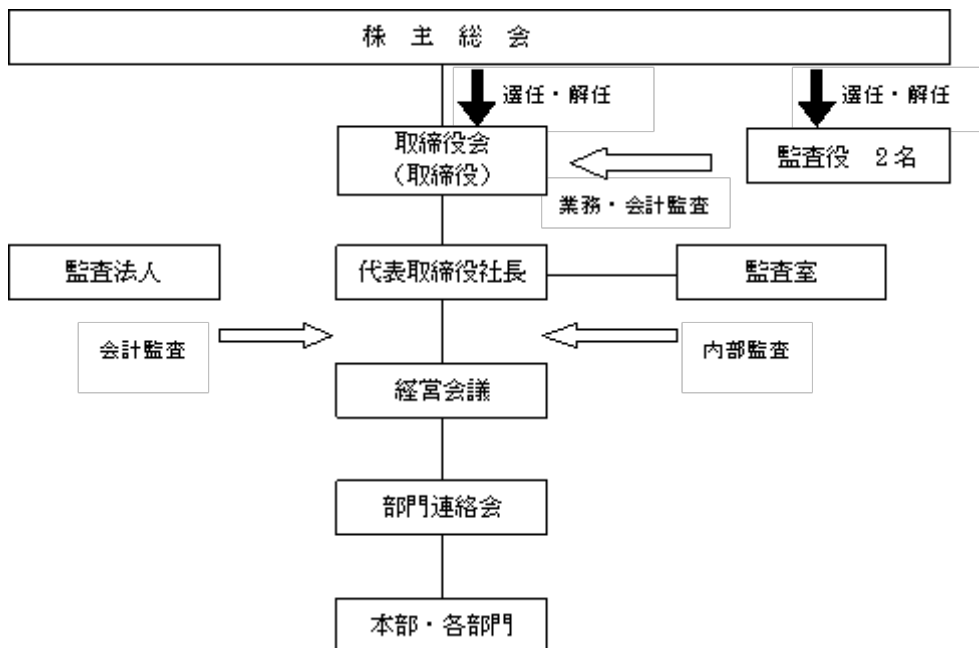 株 主 総 会
選任・解任
選任・解任
取締役会
(取締役)
監査役 2名
業務・会計監査
監査法人
代表取締役社長
監査室
会計監査
内部監査
経営会議
部門連絡会
本部・各部門